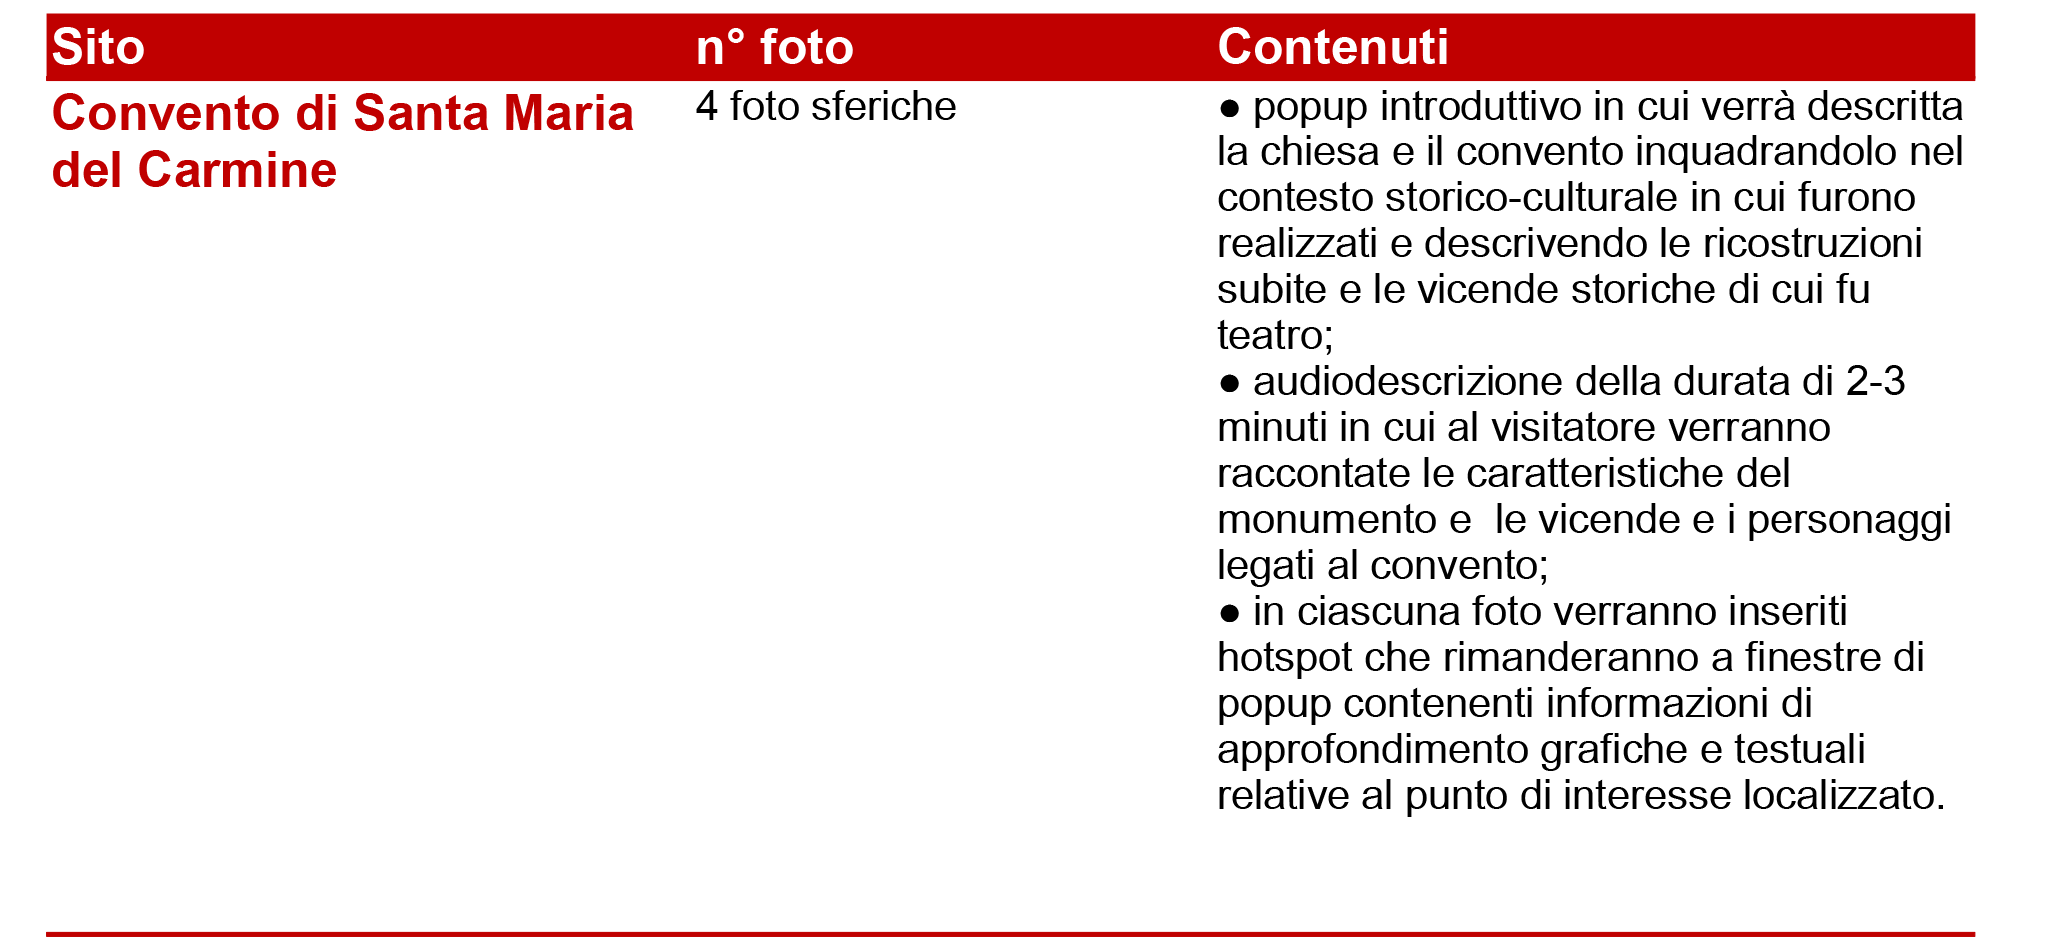 Sito n° foto Contenuti
Convento di Santa Maria
del Carmine
4 foto sferiche
● popup introduttivo in cui verrà descritta
la chiesa e il convento inquadrandolo nel
contesto storico-culturale in cui furono
realizzati e descrivendo le ricostruzioni
subite e le vicende storiche di cui fu
teatro;
● audiodescrizione della durata di 2-3
minuti in cui al visitatore verranno
raccontate le caratteristiche del
monumento e  le vicende e i personaggi
legati al convento;
● in ciascuna foto verranno inseriti
hotspot che rimanderanno a finestre di
popup contenenti informazioni di
approfondimento grafiche e testuali
relative al punto di interesse localizzato.